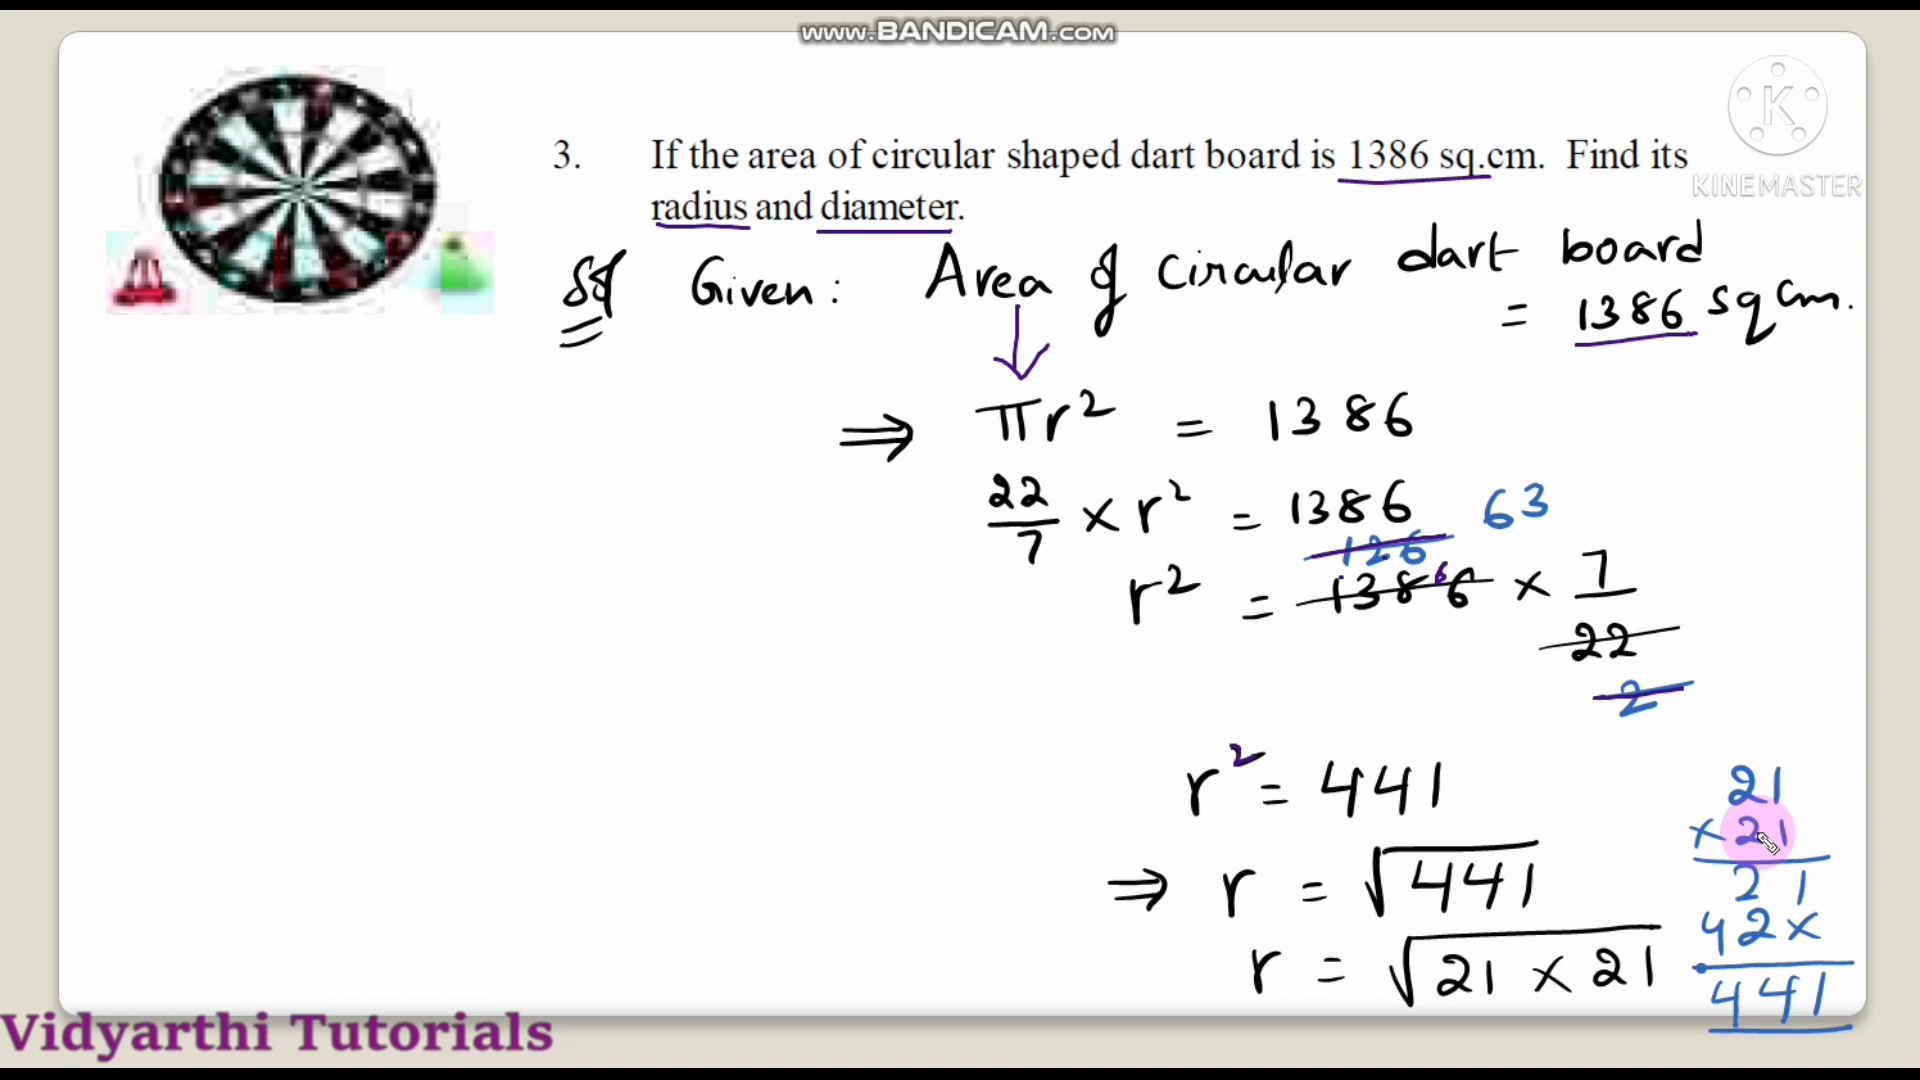 www.BANDICAM.com
K
KINEMASTER
3. If the area of circular shaped dart board is 1386 sq.cm. Find its
radius and diameter.
Sol Given: Area of Circular dart board
= 1386 sq cm.
⇒ πr² = 1386
22/7 × r² = 1386 63
126
r² = 1386 × 7/22
2
r² = 441
⇒ r = √441
r = √21 × 21
21
× 21
21
42×
441
Vidyarthi Tutorials